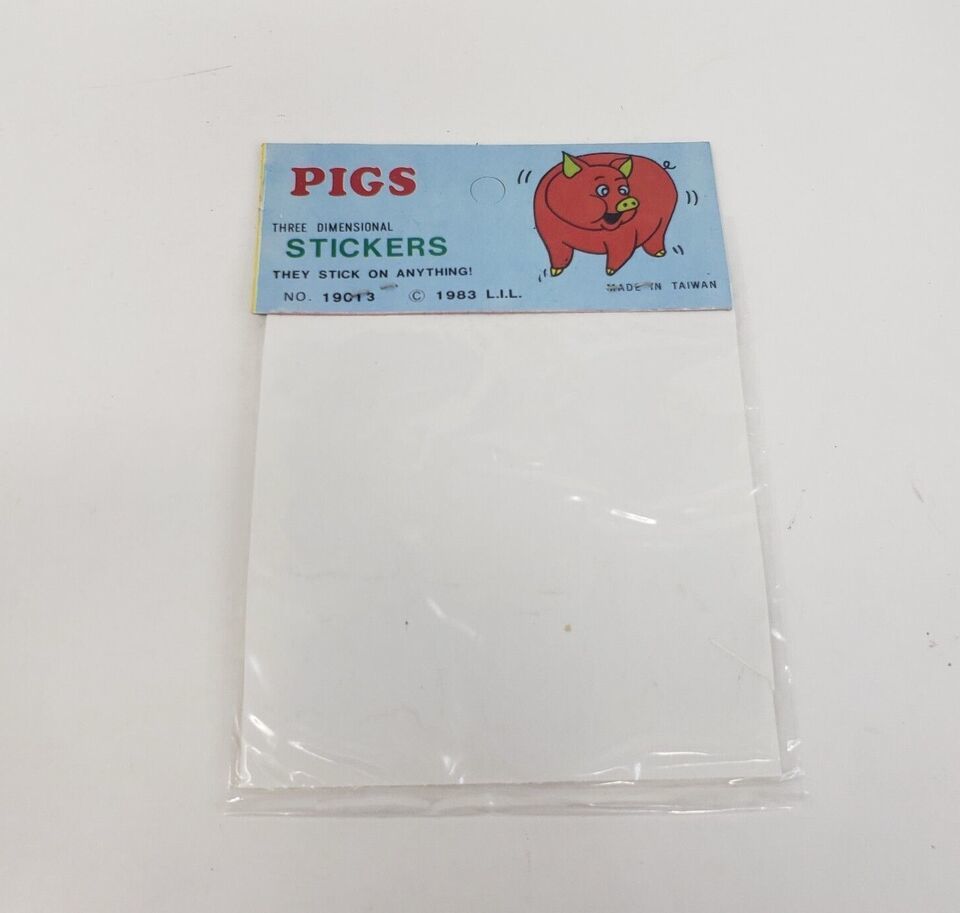 PIGS
THREE DIMENSIONAL
STICKERS
THEY STICK ON ANYTHING!
NO. 19013 © 1983 L.I.L.
MADE IN TAIWAN